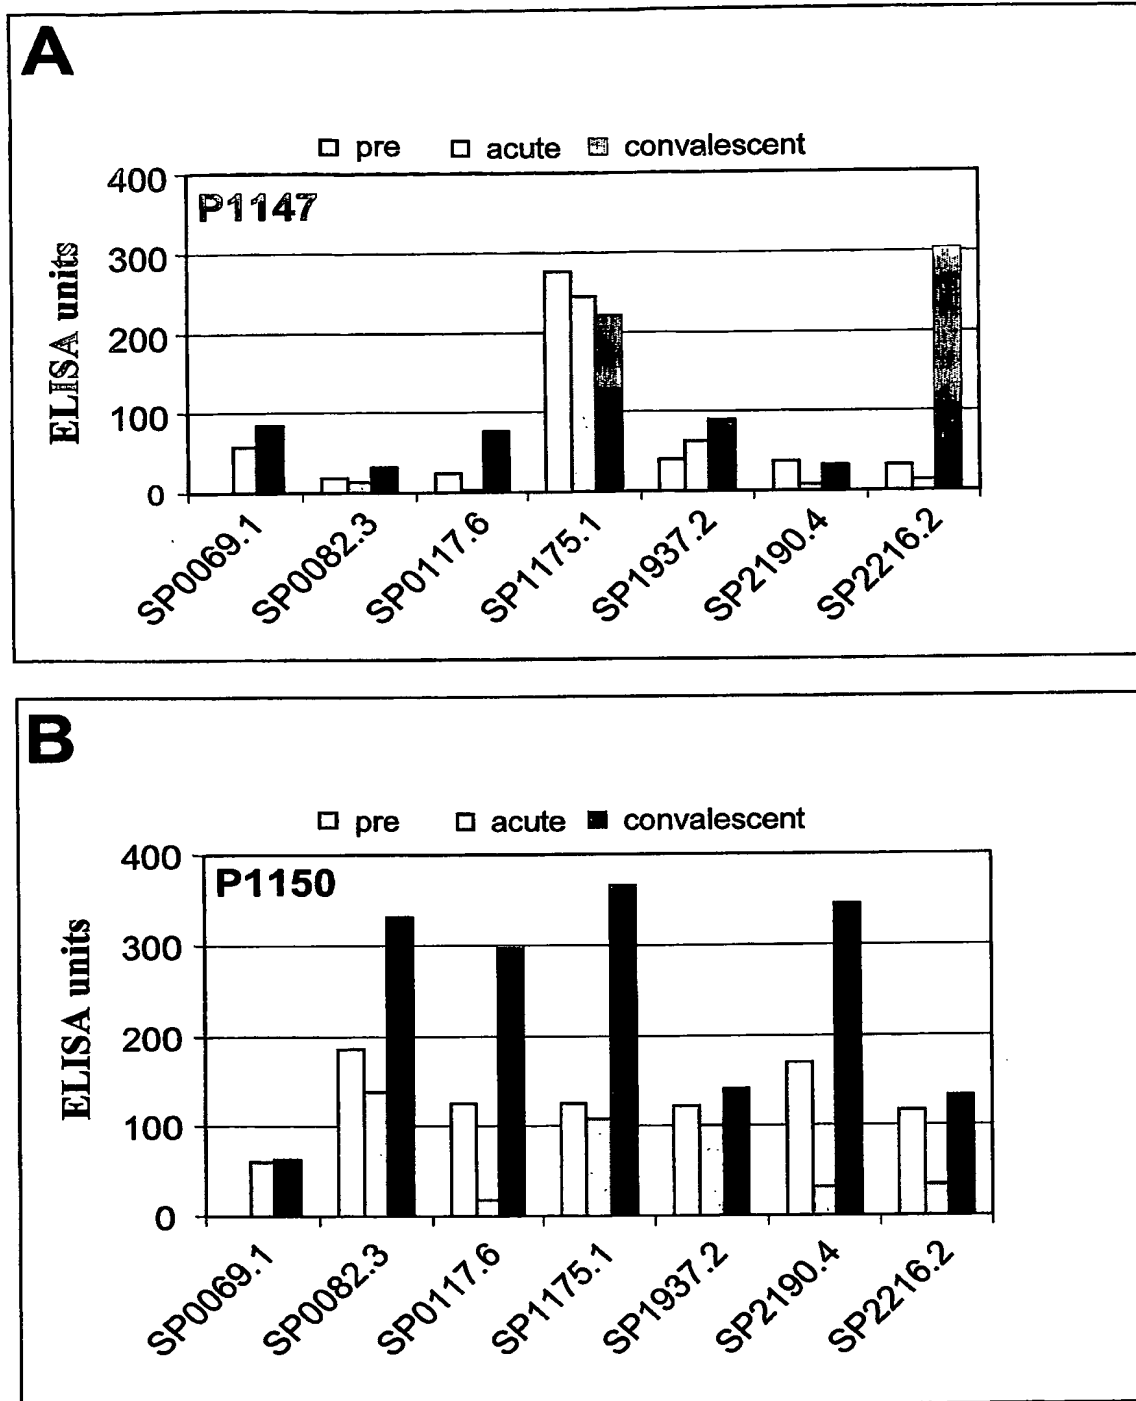 A
pre acute convalescent
P1147
400
300
200
100
0
ELISA units
SP0069.1 SP0082.3 SP0117.6 SP1175.1 SP1937.2 SP2190.4 SP2216.2
B
pre acute convalescent
P1150
400
300
200
100
0
ELISA units
SP0069.1 SP0082.3 SP0117.6 SP1175.1 SP1937.2 SP2190.4 SP2216.2